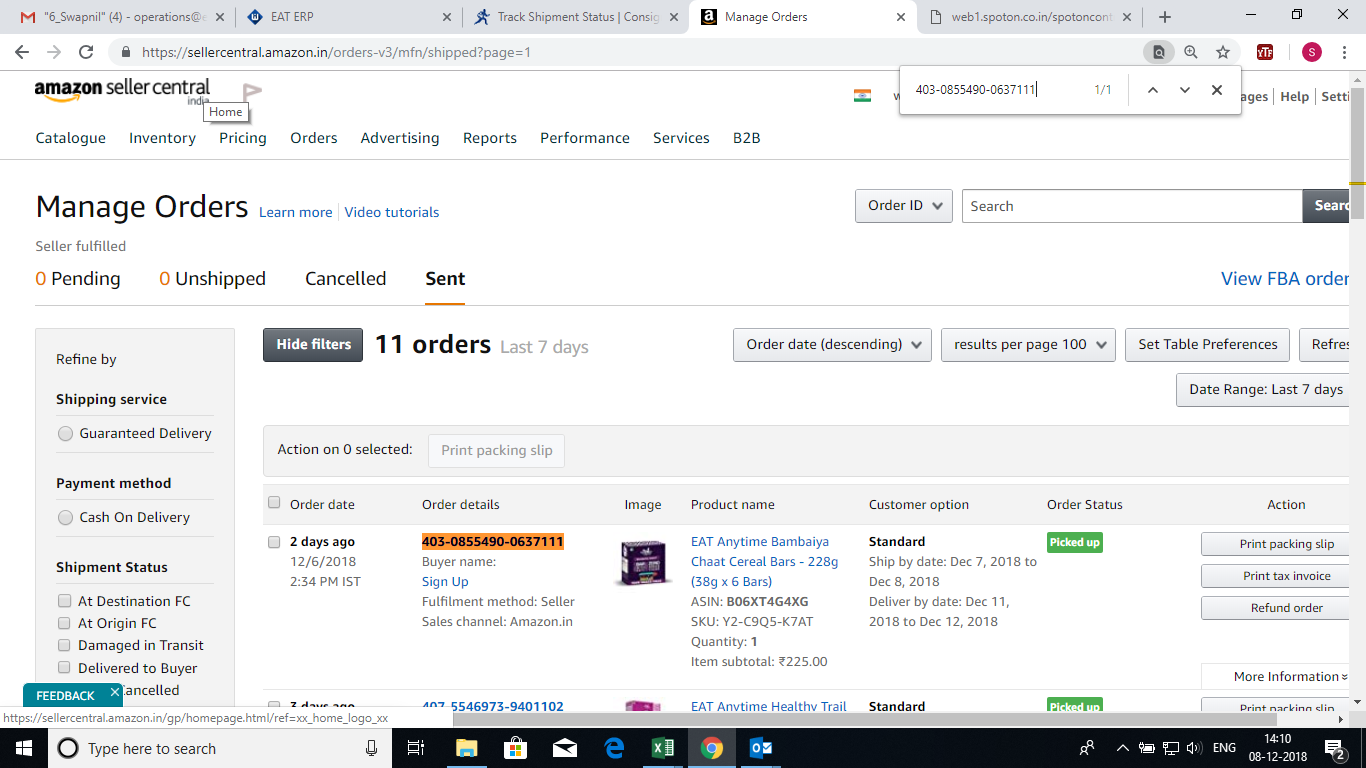 "6_Swapnil" (4) - operations@e
EAT ERP
Track Shipment Status | Consig
Manage Orders
web1.spoton.co.in/spotoncont
https://sellercentral.amazon.in/orders-v3/mfn/shipped?page=1
YTF
S
403-0855490-0637111
1/1
amazon seller central
india
Home
Help
Catalogue
Inventory
Pricing
Orders
Advertising
Reports
Performance
Services
B2B
Manage Orders
Learn more
Video tutorials
Order ID
Search
Searc
Seller fulfilled
0 Pending
0 Unshipped
Cancelled
Sent
View FBA order
Refine by
Shipping service
Guaranteed Delivery
Payment method
Cash On Delivery
Shipment Status
At Destination FC
At Origin FC
Damaged in Transit
Delivered to Buyer
FEEDBACK
Hide filters
11 orders
Last 7 days
Order date (descending)
results per page 100
Set Table Preferences
Refres
Date Range: Last 7 days
Action on 0 selected:
Print packing slip
Order date
Order details
Image
Product name
Customer option
Order Status
Action
2 days ago
12/6/2018
2:34 PM IST
403-0855490-0637111
Buyer name:
Sign Up
Fulfilment method: Seller
Sales channel: Amazon.in
EAT Anytime Bambaiya
Chaat Cereal Bars - 228g
(38g x 6 Bars)
ASIN: B06XT4G4XG
SKU: Y2-C9Q5-K7AT
Quantity: 1
Item subtotal: ₹225.00
Standard
Ship by date: Dec 7, 2018 to
Dec 8, 2018
Deliver by date: Dec 11,
2018 to Dec 12, 2018
Picked up
Print packing slip
Print tax invoice
Refund order
More Information
3 days ago
407-5546973-9401102
EAT Anytime Healthy Trail
Standard
Picked up
Print packing slip
https://sellercentral.amazon.in/gp/homepage.html/ref=xx_home_logo_xx
Type here to search
ENG
14:10
08-12-2018
2